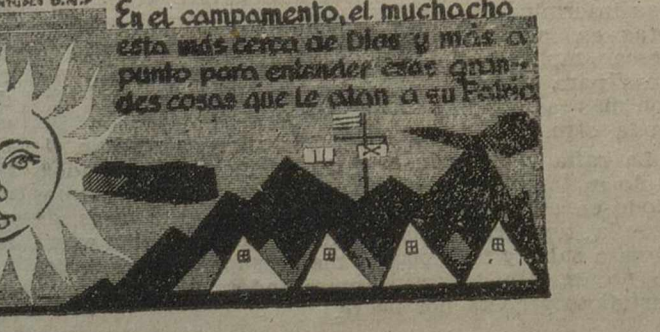 En el campamento, el muchacho
esta más cerca de Dios y más a
punto para entender esas gran-
des cosas que le atan a su Patria